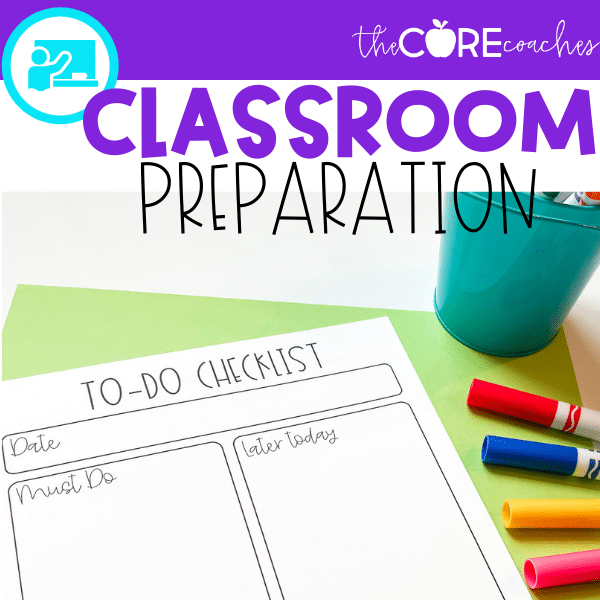 theCOREcoaches
CLASSROOM
PREPARATION
TO-DO CHECKLIST
Date
Must Do
Later today